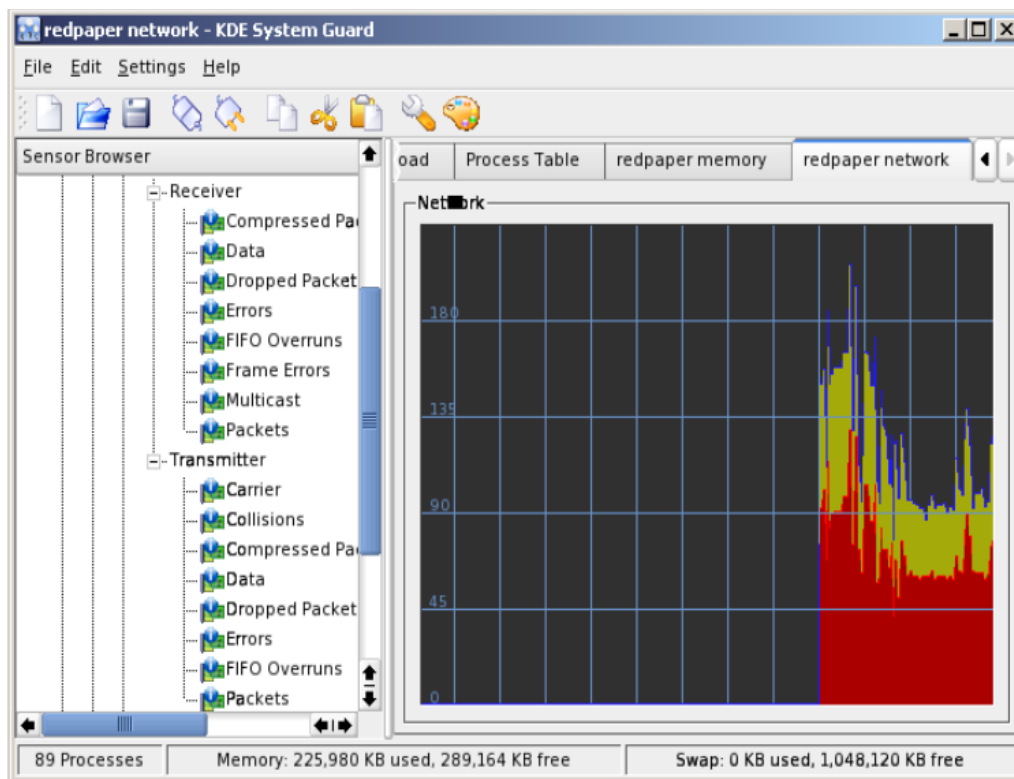 redpaper network - KDE System Guard
File Edit Settings Help
Sensor Browser
Receiver
Compressed Pa
Data
Dropped Packet
Errors
FIFO Overruns
Frame Errors
Multicast
Packets
Transmitter
Carrier
Collisions
Compressed Pa
Data
Dropped Packet
Errors
FIFO Overruns
Packets
oad Process Table redpaper memory redpaper network
180
135
90
45
0
89 Processes Memory: 225,980 KB used, 289,164 KB free Swap: 0 KB used, 1,048,120 KB free